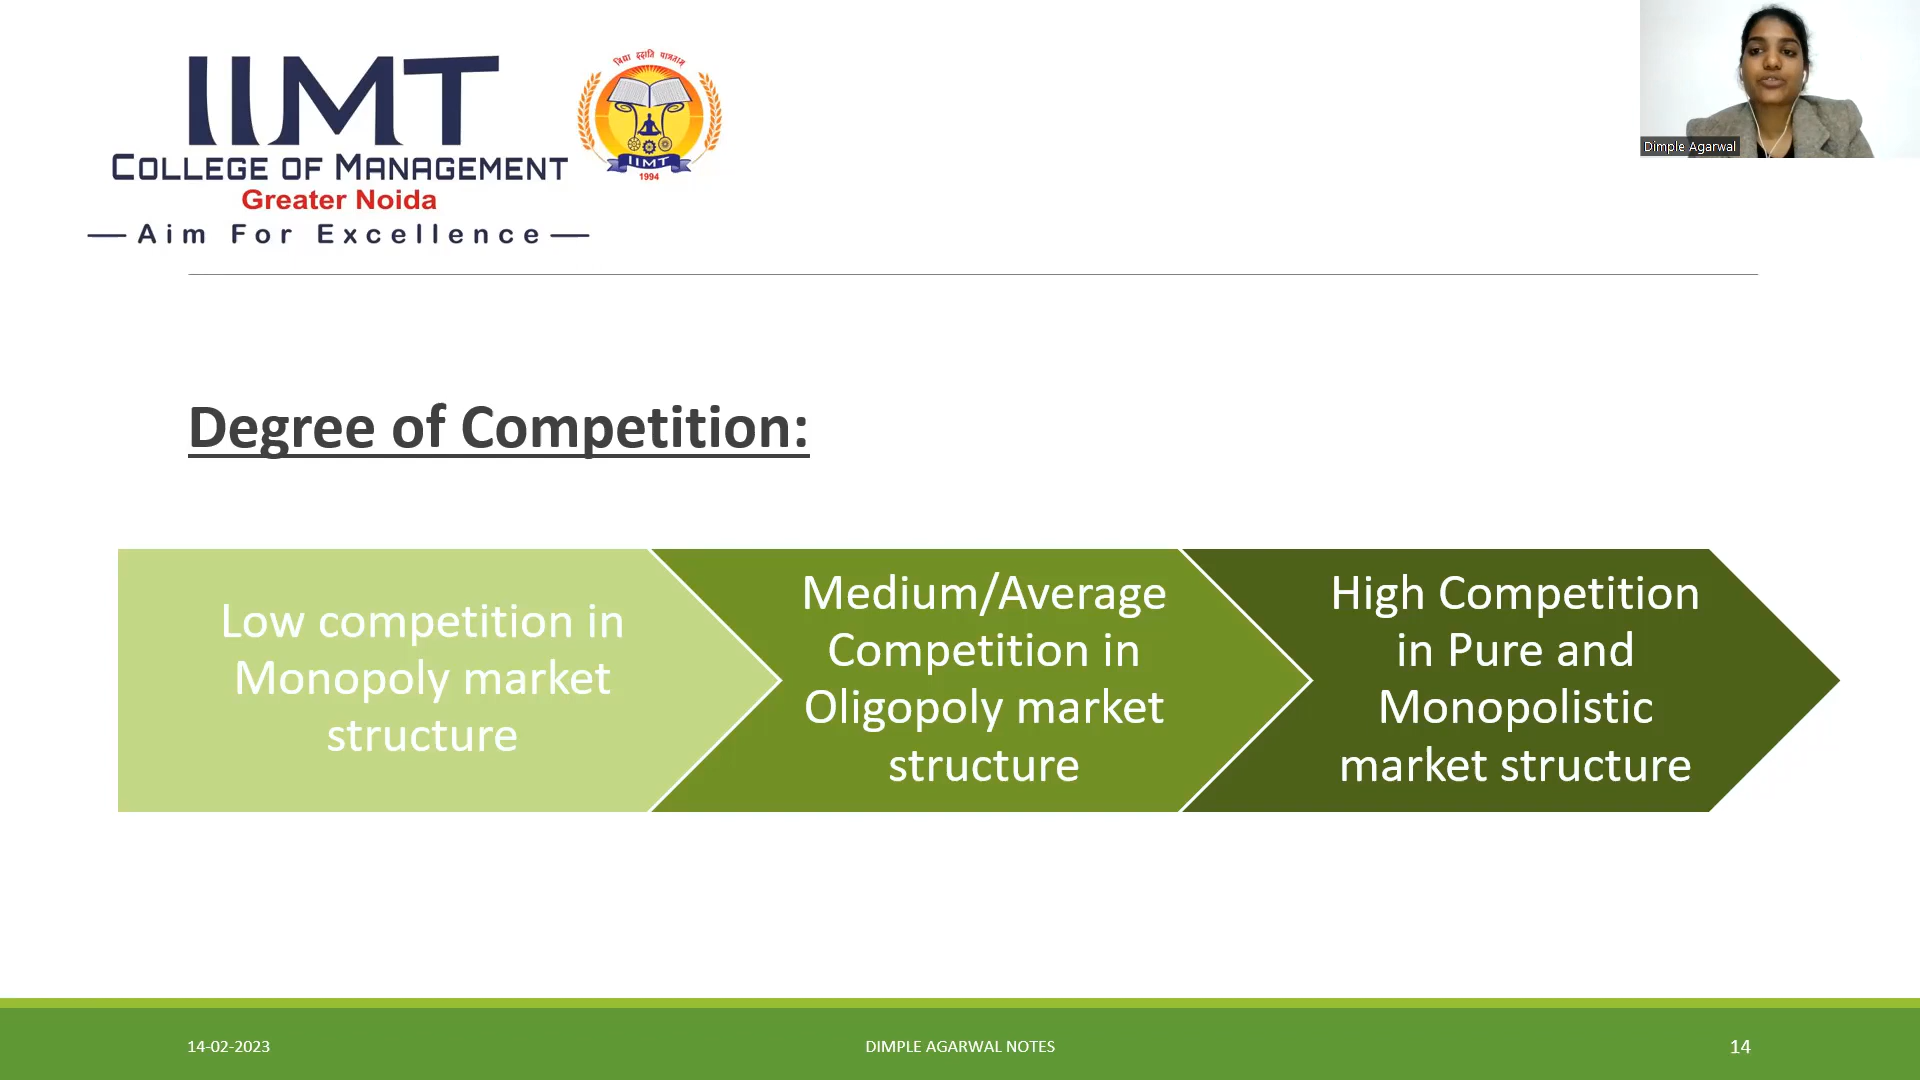 IIMT
COLLEGE OF MANAGEMENT
Greater Noida
Aim For Excellence
विद्या ददाति पात्रताम्
IIMT
1994
Dimple Agarwal
Degree of Competition:
Low competition in
Monopoly market
structure
Medium/Average
Competition in
Oligopoly market
structure
High Competition
in Pure and
Monopolistic
market structure
14-02-2023
DIMPLE AGARWAL NOTES
14